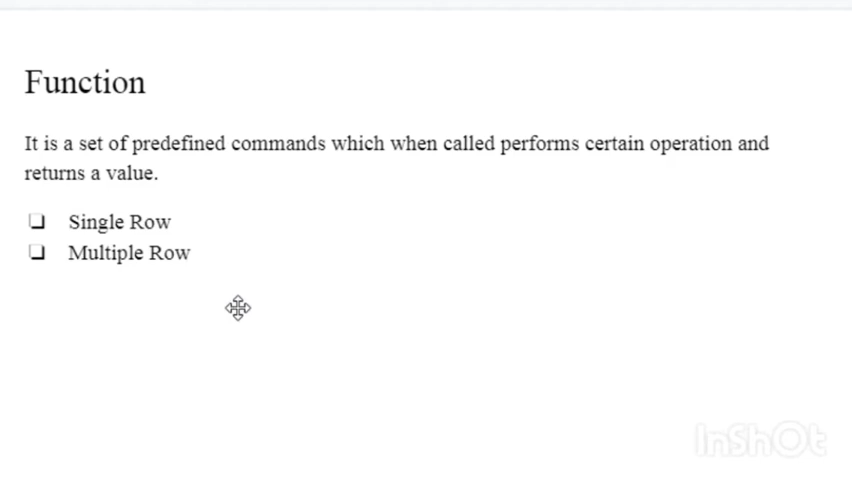 Function
It is a set of predefined commands which when called performs certain operation and
returns a value.
❏ Single Row
❏ Multiple Row
InShOt